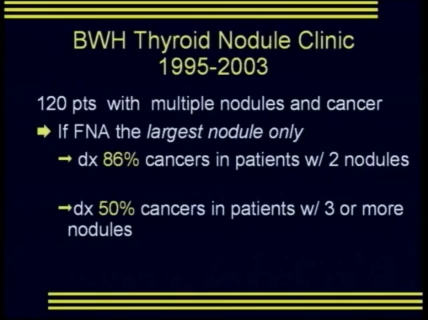 BWH Thyroid Nodule Clinic
1995-2003
120 pts with multiple nodules and cancer
If FNA the largest nodule only
dx 86% cancers in patients w/ 2 nodules
dx 50% cancers in patients w/ 3 or more
nodules